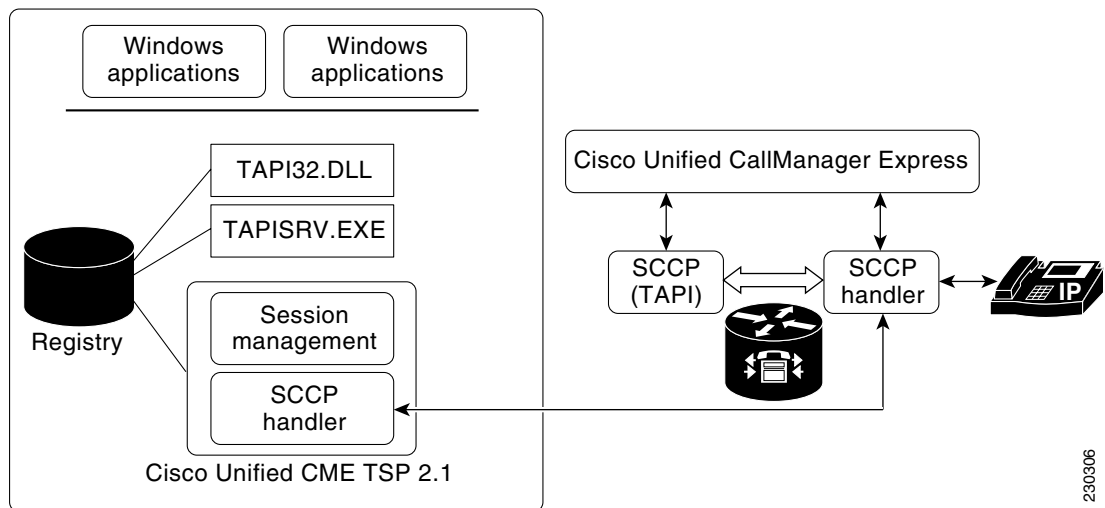 Windows
applications
Windows
applications
TAPI32.DLL
TAPISRV.EXE
Registry
Session
management
SCCP
handler
Cisco Unified CME TSP 2.1
Cisco Unified CallManager Express
SCCP
(TAPI)
SCCP
handler
IP
230306